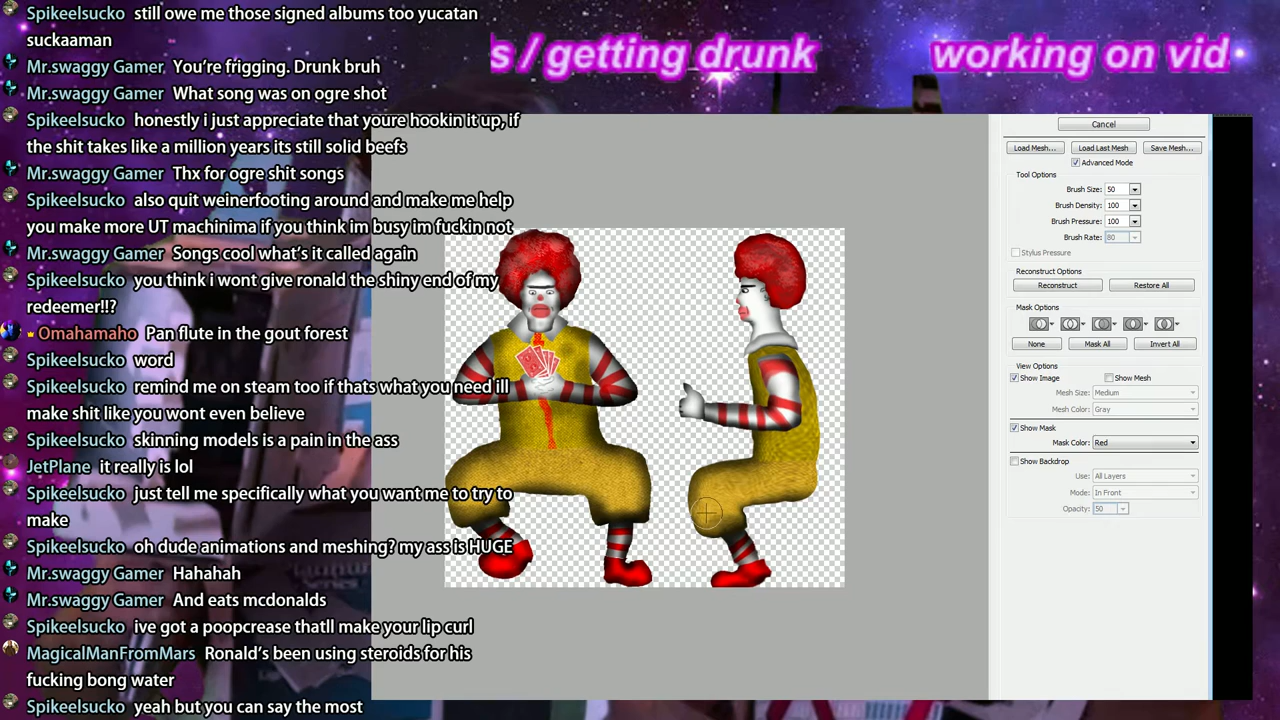 s / getting drunk
working on vid
Spikeelsucko still owe me those signed albums too yucatan
suckaaman
Mr.swaggy Gamer You're frigging. Drunk bruh
Mr.swaggy Gamer What song was on ogre shot
Spikeelsucko honestly i just appreciate that youre hookin it up, if
the shit takes like a million years its still solid beefs
Mr.swaggy Gamer Thx for ogre shit songs
Spikeelsucko also quit weinerfooting around and make me help
you make more UT machinima if you think im busy im fuckin not
Mr.swaggy Gamer Songs cool what's it called again
Spikeelsucko you think i wont give ronald the shiny end of my
redeemer!!?
Omahamaho Pan flute in the gout forest
Spikeelsucko word
Spikeelsucko remind me on steam too if thats what you need ill
make shit like you wont even believe
Spikeelsucko skinning models is a pain in the ass
JetPlane it really is lol
Spikeelsucko just tell me specifically what you want me to try to
make
Spikeelsucko oh dude animations and meshing? my ass is HUGE
Mr.swaggy Gamer Hahahah
Mr.swaggy Gamer And eats mcdonalds
Spikeelsucko ive got a poopcrease thatll make your lip curl
MagicalManFromMars Ronald's been using steroids for his
fucking bong water
Spikeelsucko yeah but you can say the most
Cancel
Load Mesh... Load Last Mesh Save Mesh...
Advanced Mode
Tool Options
Brush Size: 50
Brush Density: 100
Brush Pressure: 100
Brush Rate: 80
Stylus Pressure
Reconstruct Options
Reconstruct Restore All
Mask Options
None Mask All Invert All
View Options
Show Image Show Mesh
Mesh Size: Medium
Mesh Color: Gray
Show Mask
Mask Color: Red
Show Backdrop
Use: All Layers
Mode: In Front
Opacity: 50